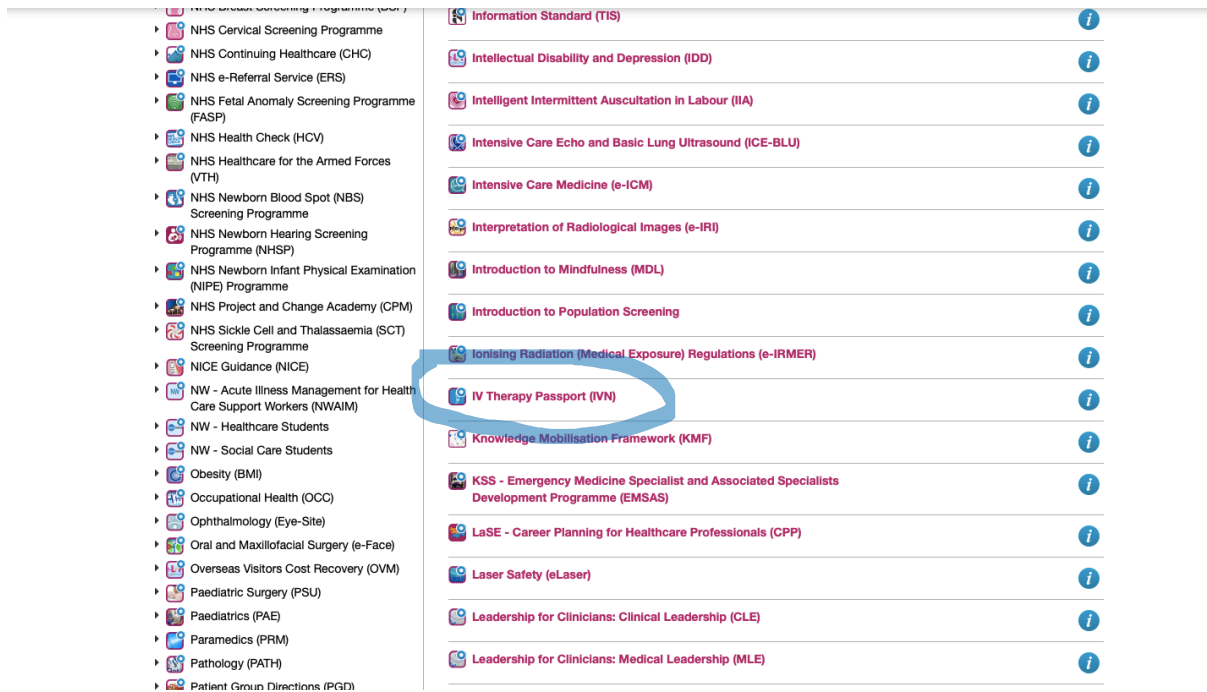 NHS Breast Screening Programme (BSP)
NHS Cervical Screening Programme
NHS Continuing Healthcare (CHC)
NHS e-Referral Service (ERS)
NHS Fetal Anomaly Screening Programme
(FASP)
NHS Health Check (HCV)
NHS Healthcare for the Armed Forces
(VTH)
NHS Newborn Blood Spot (NBS)
Screening Programme
NHS Newborn Hearing Screening
Programme (NHSP)
NHS Newborn Infant Physical Examination
(NIPE) Programme
NHS Project and Change Academy (CPM)
NHS Sickle Cell and Thalassaemia (SCT)
Screening Programme
NICE Guidance (NICE)
NW - Acute Illness Management for Health
Care Support Workers (NWAIM)
NW - Healthcare Students
NW - Social Care Students
Obesity (BMI)
Occupational Health (OCC)
Ophthalmology (Eye-Site)
Oral and Maxillofacial Surgery (e-Face)
Overseas Visitors Cost Recovery (OVM)
Paediatric Surgery (PSU)
Paediatrics (PAE)
Paramedics (PRM)
Pathology (PATH)
Patient Group Directions (PGD)
Information Standard (TIS)
Intellectual Disability and Depression (IDD)
Intelligent Intermittent Auscultation in Labour (IIA)
Intensive Care Echo and Basic Lung Ultrasound (ICE-BLU)
Intensive Care Medicine (e-ICM)
Interpretation of Radiological Images (e-IRI)
Introduction to Mindfulness (MDL)
Introduction to Population Screening
Ionising Radiation (Medical Exposure) Regulations (e-IRMER)
IV Therapy Passport (IVN)
Knowledge Mobilisation Framework (KMF)
KSS - Emergency Medicine Specialist and Associated Specialists
Development Programme (EMSAS)
LaSE - Career Planning for Healthcare Professionals (CPP)
Laser Safety (eLaser)
Leadership for Clinicians: Clinical Leadership (CLE)
Leadership for Clinicians: Medical Leadership (MLE)